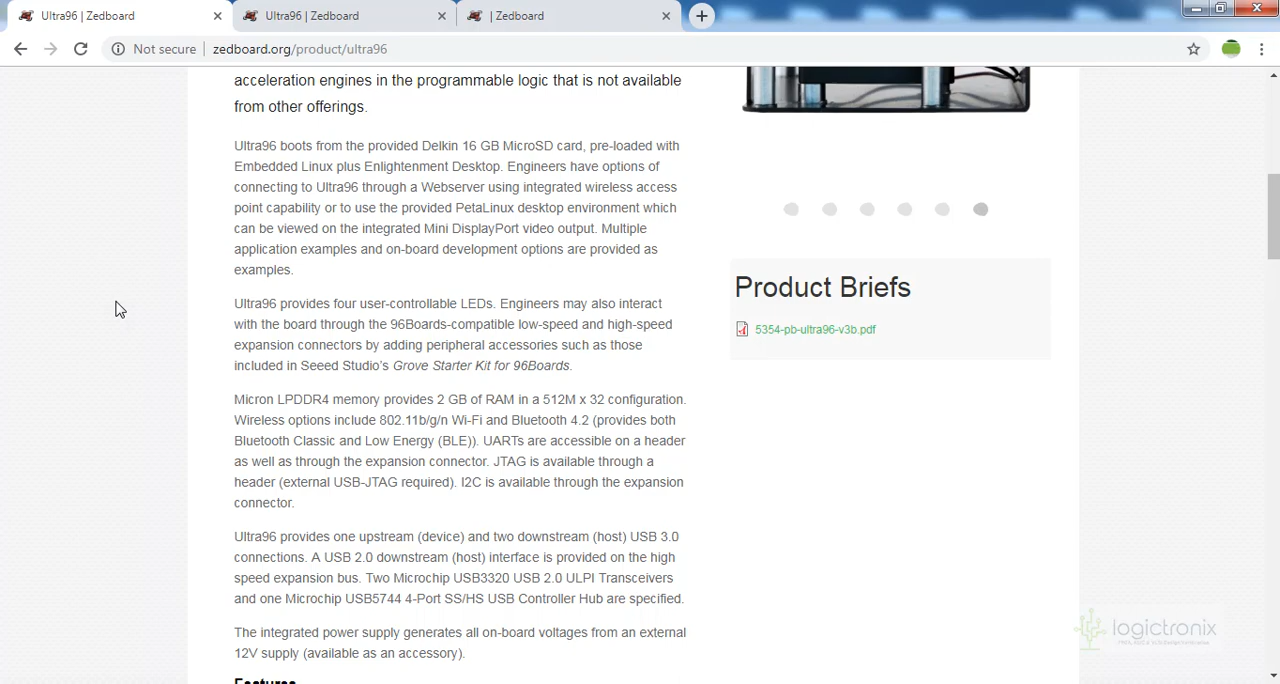 Ultra96 | Zedboard
Ultra96 | Zedboard
| Zedboard
Not secure
zedboard.org/product/ultra96
acceleration engines in the programmable logic that is not available
from other offerings.
Ultra96 boots from the provided Delkin 16 GB MicroSD card, pre-loaded with
Embedded Linux plus Enlightenment Desktop. Engineers have options of
connecting to Ultra96 through a Webserver using integrated wireless access
point capability or to use the provided PetaLinux desktop environment which
can be viewed on the integrated Mini DisplayPort video output. Multiple
application examples and on-board development options are provided as
examples.
Ultra96 provides four user-controllable LEDs. Engineers may also interact
with the board through the 96Boards-compatible low-speed and high-speed
expansion connectors by adding peripheral accessories such as those
included in Seeed Studio's Grove Starter Kit for 96Boards.
Micron LPDDR4 memory provides 2 GB of RAM in a 512M x 32 configuration.
Wireless options include 802.11b/g/n Wi-Fi and Bluetooth 4.2 (provides both
Bluetooth Classic and Low Energy (BLE)). UARTs are accessible on a header
as well as through the expansion connector. JTAG is available through a
header (external USB-JTAG required). I2C is available through the expansion
connector.
Ultra96 provides one upstream (device) and two downstream (host) USB 3.0
connections. A USB 2.0 downstream (host) interface is provided on the high
speed expansion bus. Two Microchip USB3320 USB 2.0 ULPI Transceivers
and one Microchip USB5744 4-Port SS/HS USB Controller Hub are specified.
The integrated power supply generates all on-board voltages from an external
12V supply (available as an accessory).
Features
Product Briefs
5354-pb-ultra96-v3b.pdf
logictronix